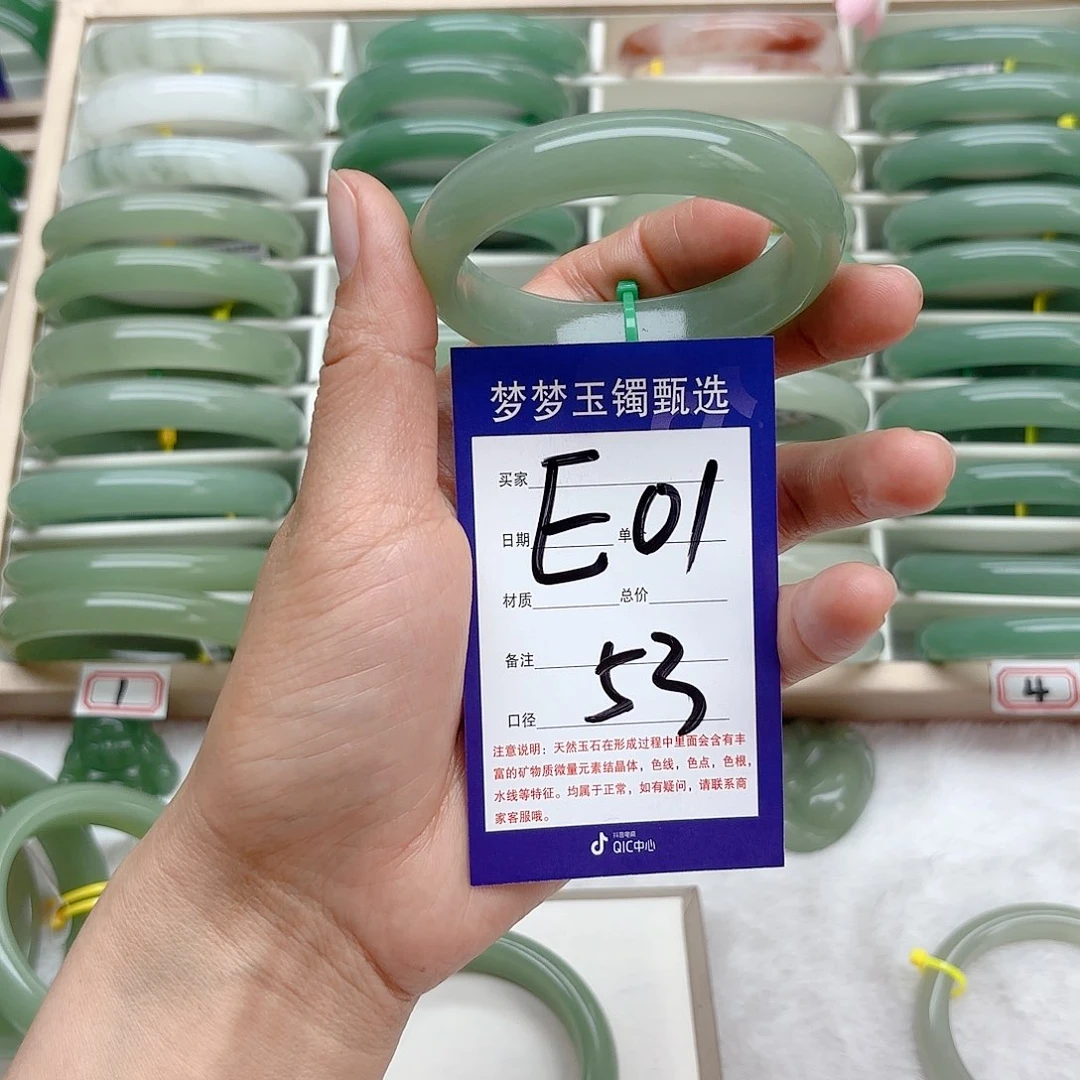 梦梦玉镯甄选
买家
E01
日期 单
材质 总价
备注
53
口径
注意说明：天然玉石在形成过程中里面会含有丰
富的矿物质微量元素结晶体，色线，色点，色根，
水线等特征。均属于正常，如有疑问，请联系商
家客服哦。
抖音电商
QIC中心
1
4